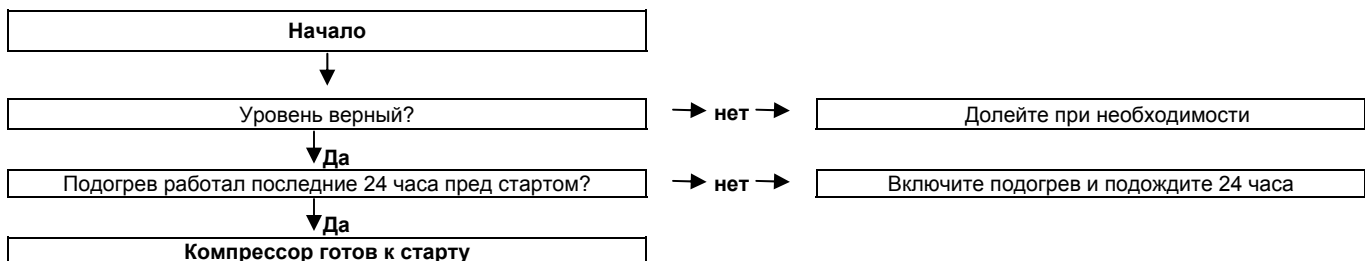 Начало
Уровень верный?
нет
Долейте при необходимости
Да
Подогрев работал последние 24 часа пред стартом?
нет
Включите подогрев и подождите 24 часа
Да
Компрессор готов к старту